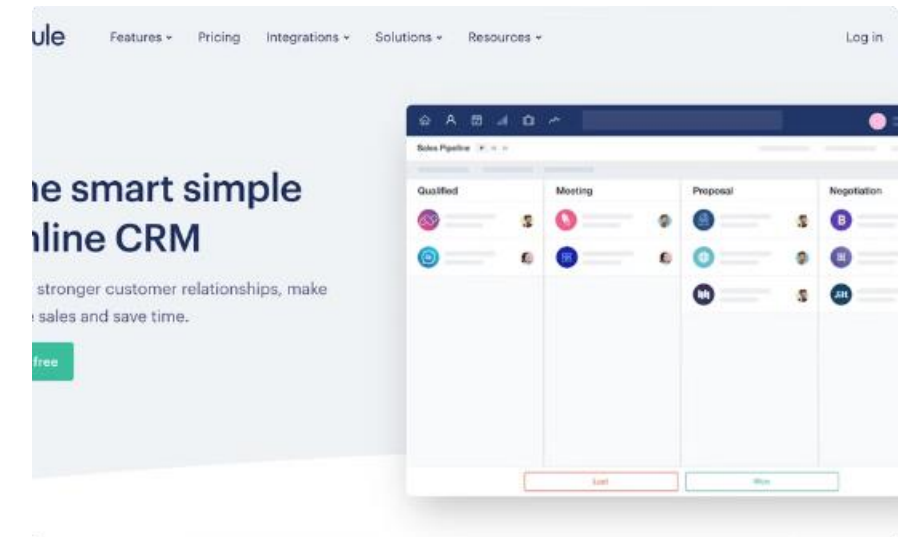 ule
Features Pricing Integrations Solutions Resources Log in
ne smart simple
nline CRM
stronger customer relationships, make
sales and save time.
free
Sales Pipeline
Qualified Meeting Proposal Negotiation
B
Lost Won